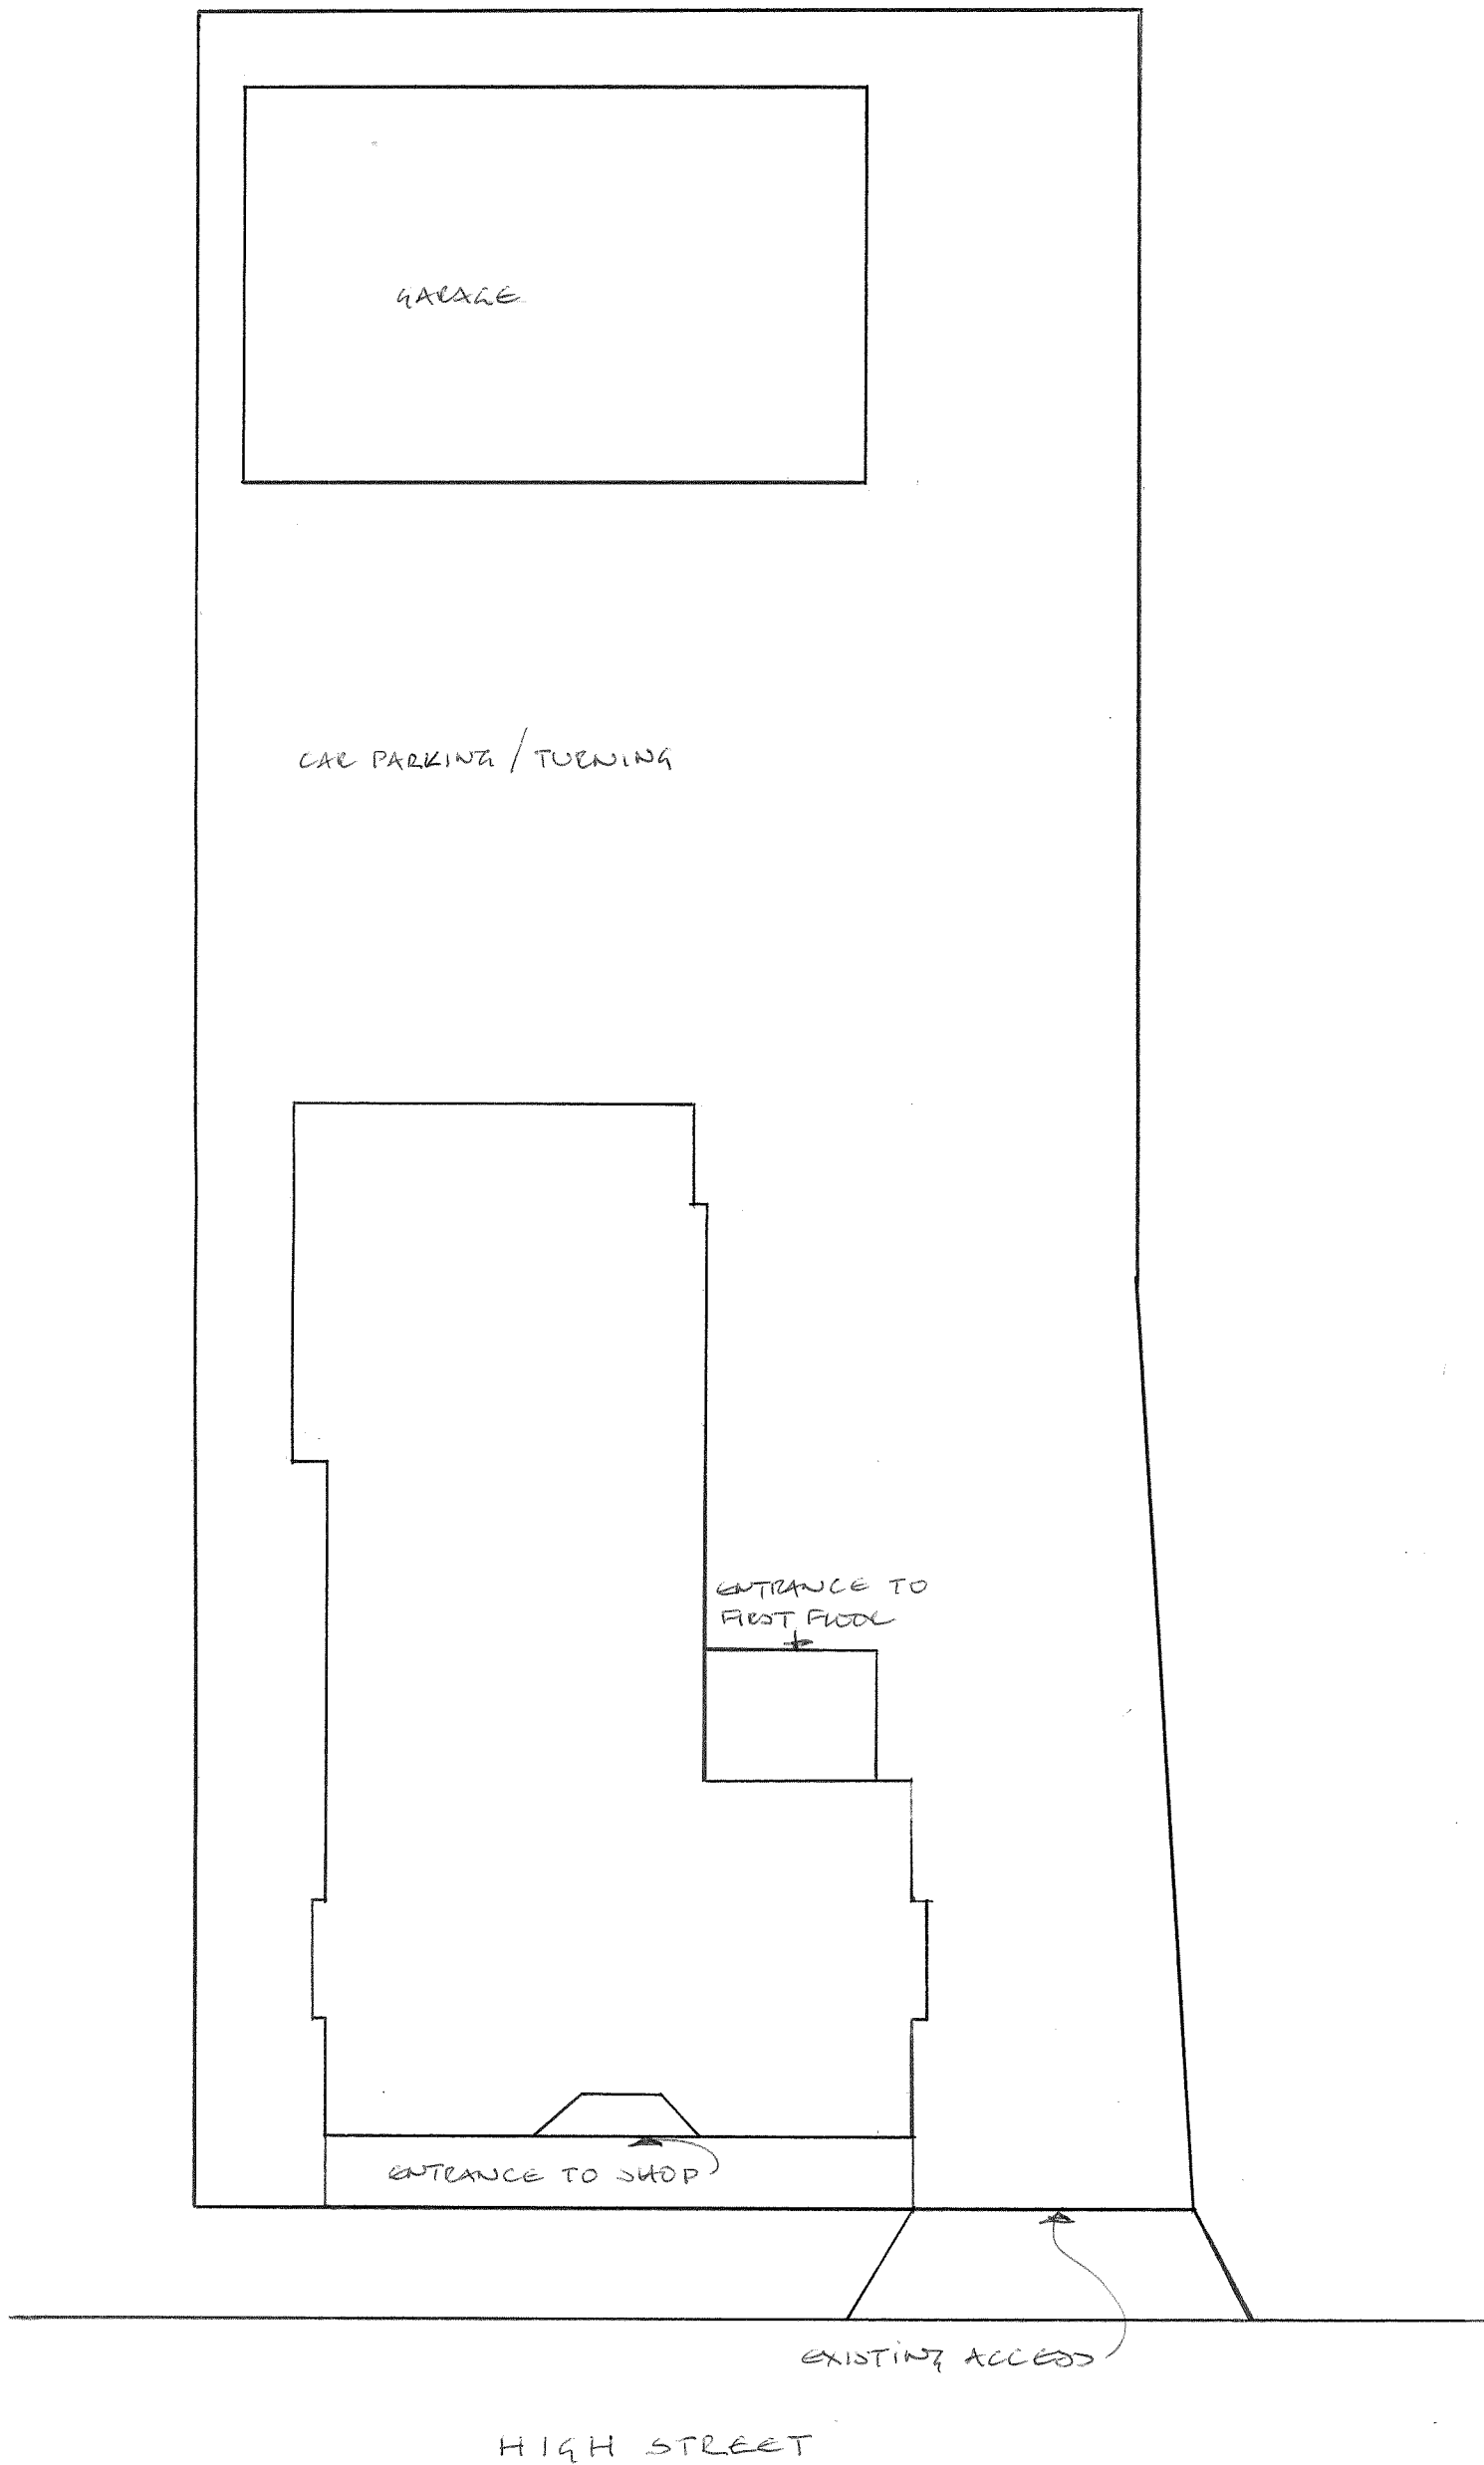 GARAGE
CAR PARKING / TURNING
ENTRANCE TO
FIRST FLOOR
ENTRANCE TO SHOP
EXISTING ACCESS
HIGH STREET